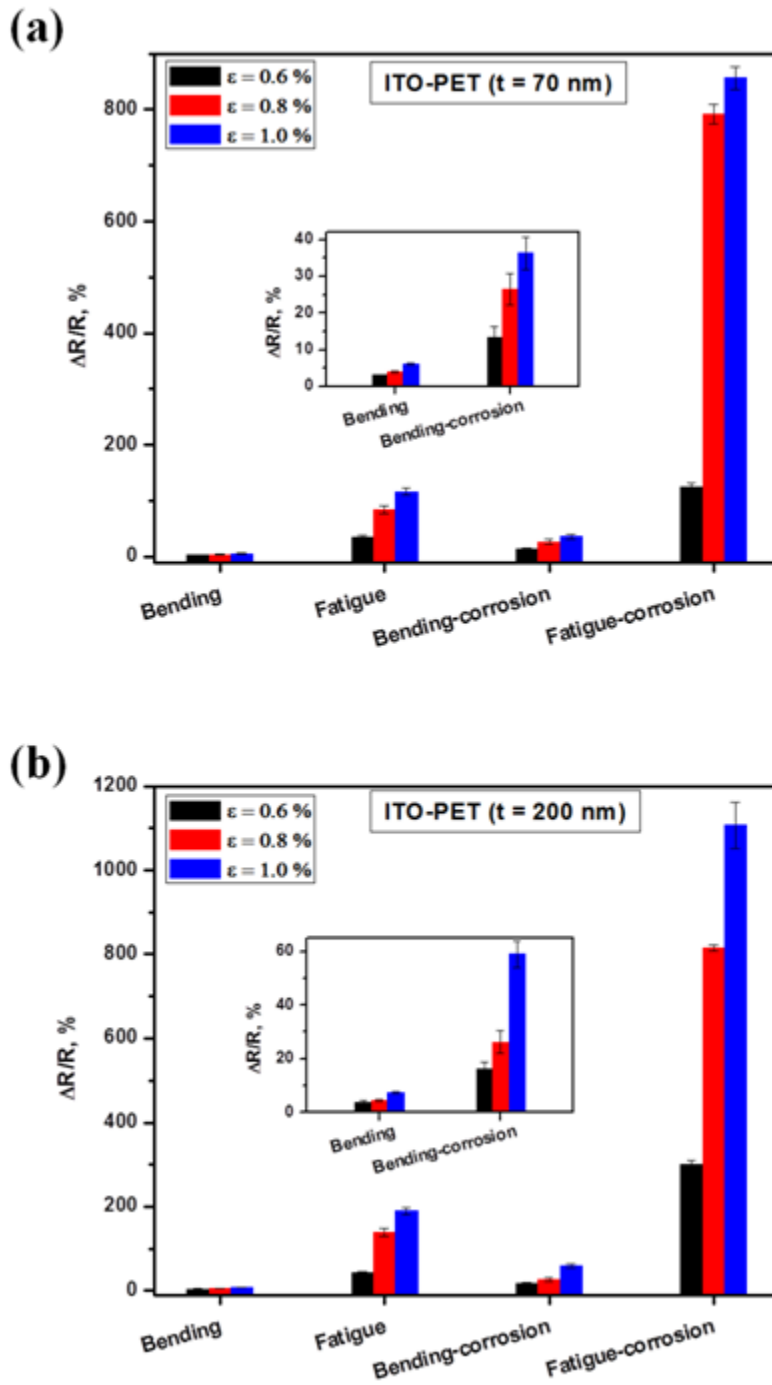 (a)
ε = 0.6 %
ε = 0.8 %
ε = 1.0 %
ITO-PET (t = 70 nm)
800
600
400
200
0
ΔR/R, %
40
30
20
10
0
ΔR/R, %
Bending
Bending-corrosion
Bending
Fatigue
Bending-corrosion
Fatigue-corrosion
(b)
1200
1000
800
600
400
200
0
ε = 0.6 %
ε = 0.8 %
ε = 1.0 %
ITO-PET (t = 200 nm)
ΔR/R, %
60
40
20
0
ΔR/R, %
Bending
Bending-corrosion
Bending
Fatigue
Bending-corrosion
Fatigue-corrosion